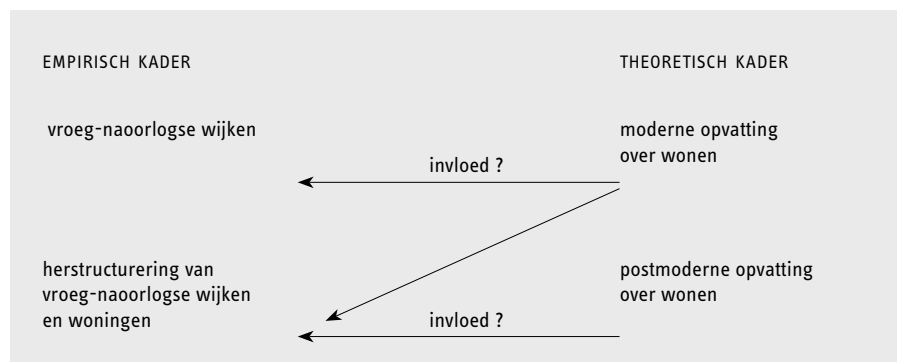 EMPIRISCH KADER
THEORETISCH KADER
vroeg-naoorlogse wijken
moderne opvatting
over wonen
invloed ?
herstructurering van
vroeg-naoorlogse wijken
en woningen
postmoderne opvatting
over wonen
invloed ?